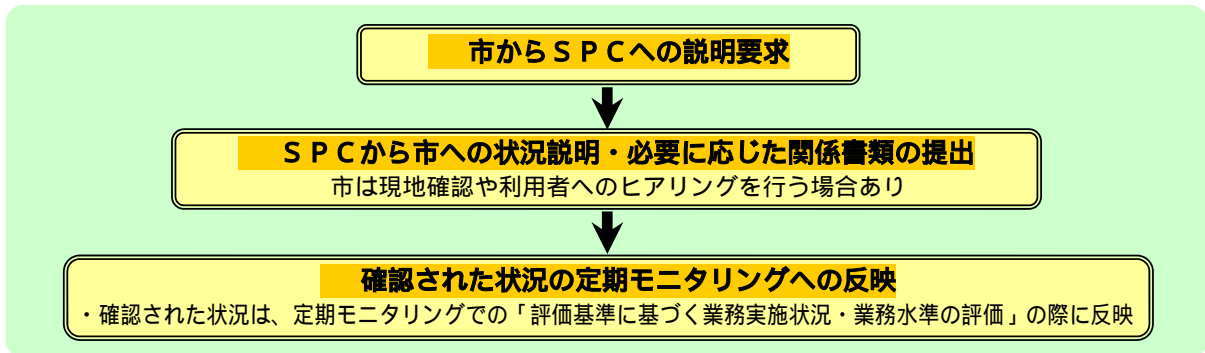 市からＳＰＣへの説明要求
ＳＰＣから市への状況説明・必要に応じた関係書類の提出
市は現地確認や利用者へのヒアリングを行う場合あり
確認された状況の定期モニタリングへの反映
・確認された状況は、定期モニタリングでの「評価基準に基づく業務実施状況・業務水準の評価」の際に反映